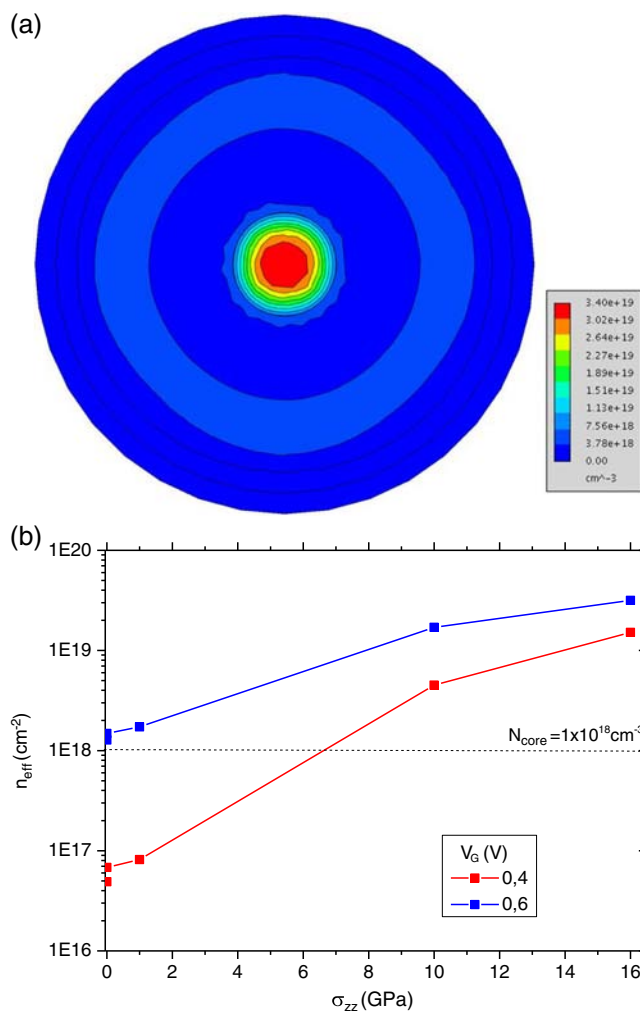 (a)
3.40e+19
3.02e+19
2.64e+19
2.27e+19
1.89e+19
1.51e+19
1.13e+19
7.56e+18
3.78e+18
0.00
cm^-3
(b)
1E20
1E19
1E18
1E17
1E16
n_eff (cm⁻²)
N_core =1x10¹⁸cm⁻³
V_G (V)
0,4
0,6
0 2 4 6 8 10 12 14 16
σ_zz (GPa)